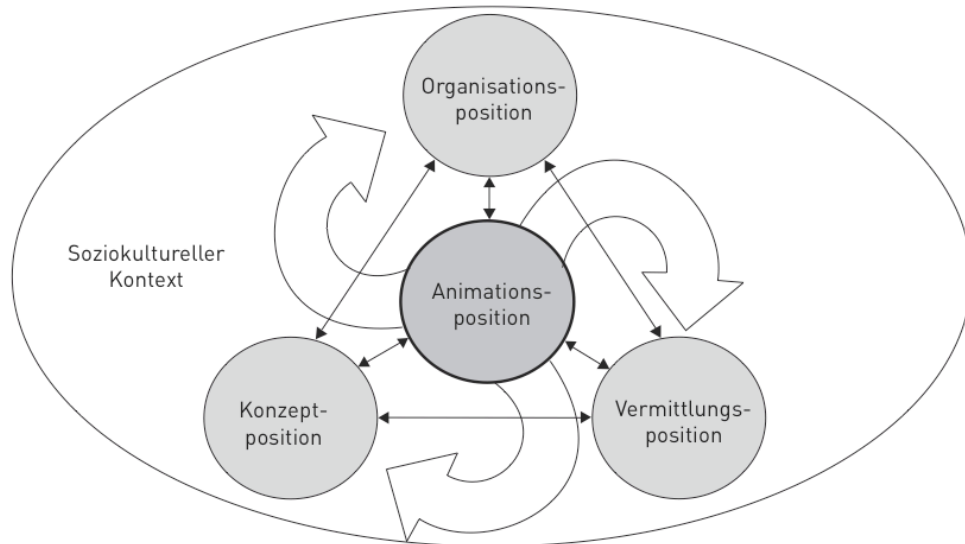 Organisations-
position
Soziokultureller
Kontext
Animations-
position
Konzept-
position
Vermittlungs-
position